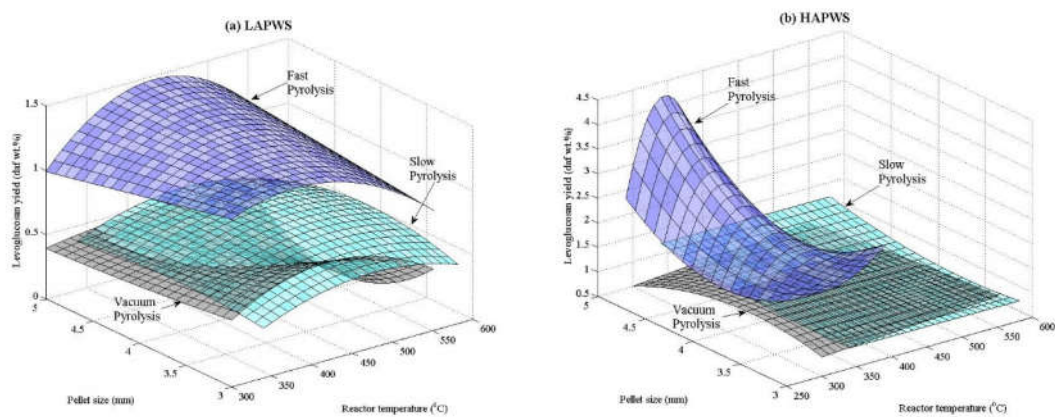 (a) LAPWS
Fast
Pyrolysis
Slow
Pyrolysis
Vacuum
Pyrolysis
Levoglucosan yield (daf wt.%)
1.5
1
0.5
0
5
4.5
4
3.5
3
Pellet size (mm)
300
350
400
450
500
550
600
Reactor temperature (⁰C)
(b) HAPWS
Fast
Pyrolysis
Slow
Pyrolysis
Vacuum
Pyrolysis
Levoglucosan yield (daf wt.%)
4.5
4
3.5
3
2.5
2
1.5
1
0.5
5
4.5
4
3.5
3
Pellet size (mm)
250
300
350
400
450
500
550
600
Reactor temperature (⁰C)